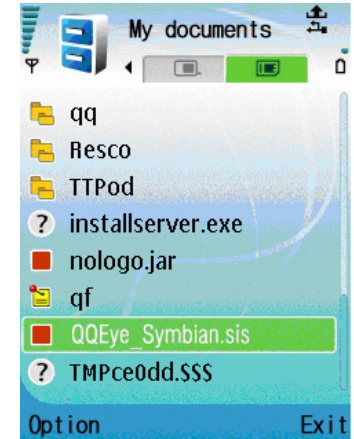 My documents
qq
Resco
TTPod
installserver.exe
nologo.jar
qf
QQEye_Symbian.sis
TMPce0dd.$$$
Option Exit